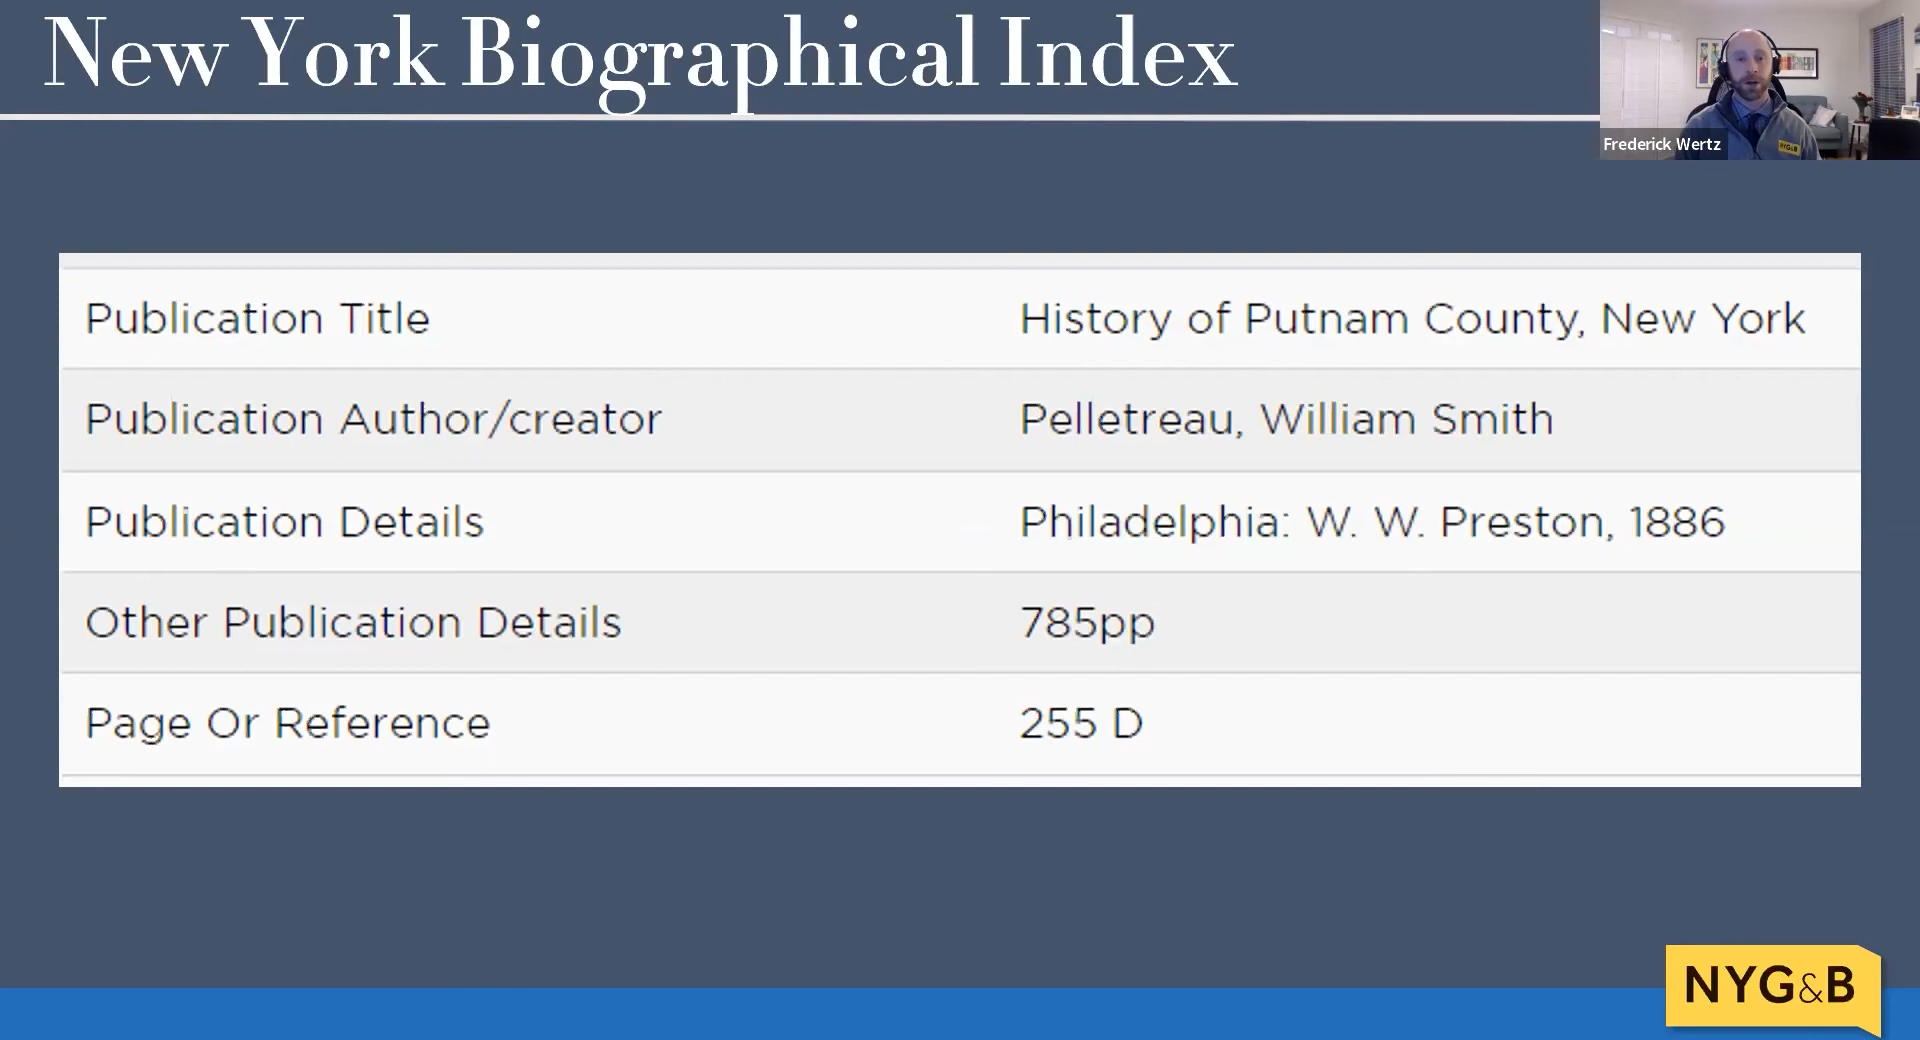 New York Biographical Index
Frederick Wertz
NYG&B
Publication Title History of Putnam County, New York
Publication Author/creator Pelletreau, William Smith
Publication Details Philadelphia: W. W. Preston, 1886
Other Publication Details 785pp
Page Or Reference 255 D
NYG&B